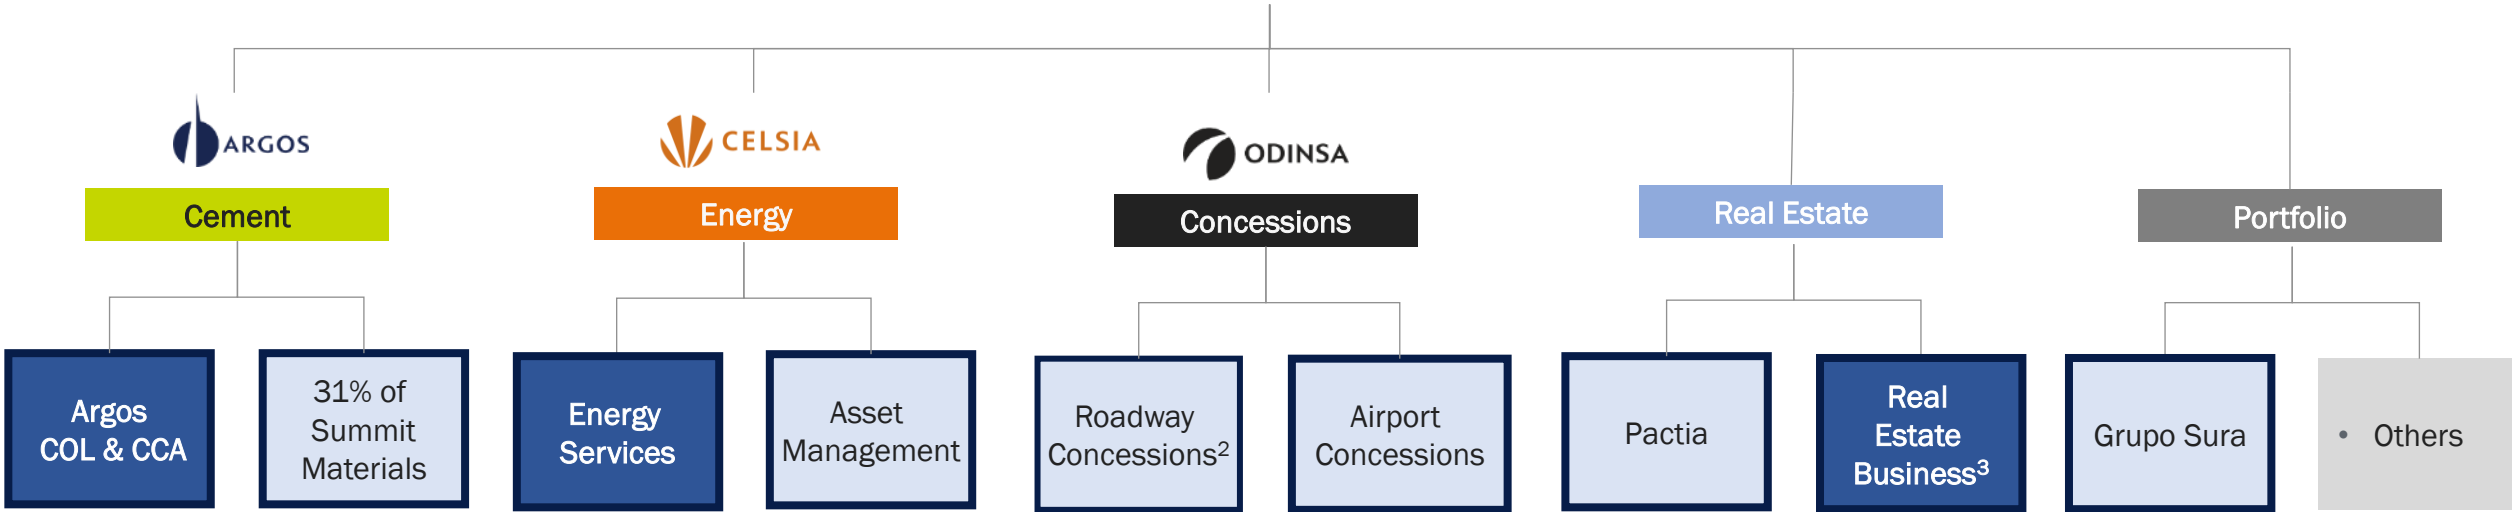 ARGOS
CELSIA
ODINSA
Cement
Energy
Concessions
Real Estate
Portfolio
Argos
COL & CCA
31% of
Summit
Materials
Energy
Services
Asset
Management
Roadway
Concessions²
Airport
Concessions
Pactia
Real
Estate
Business³
Grupo Sura
• Others